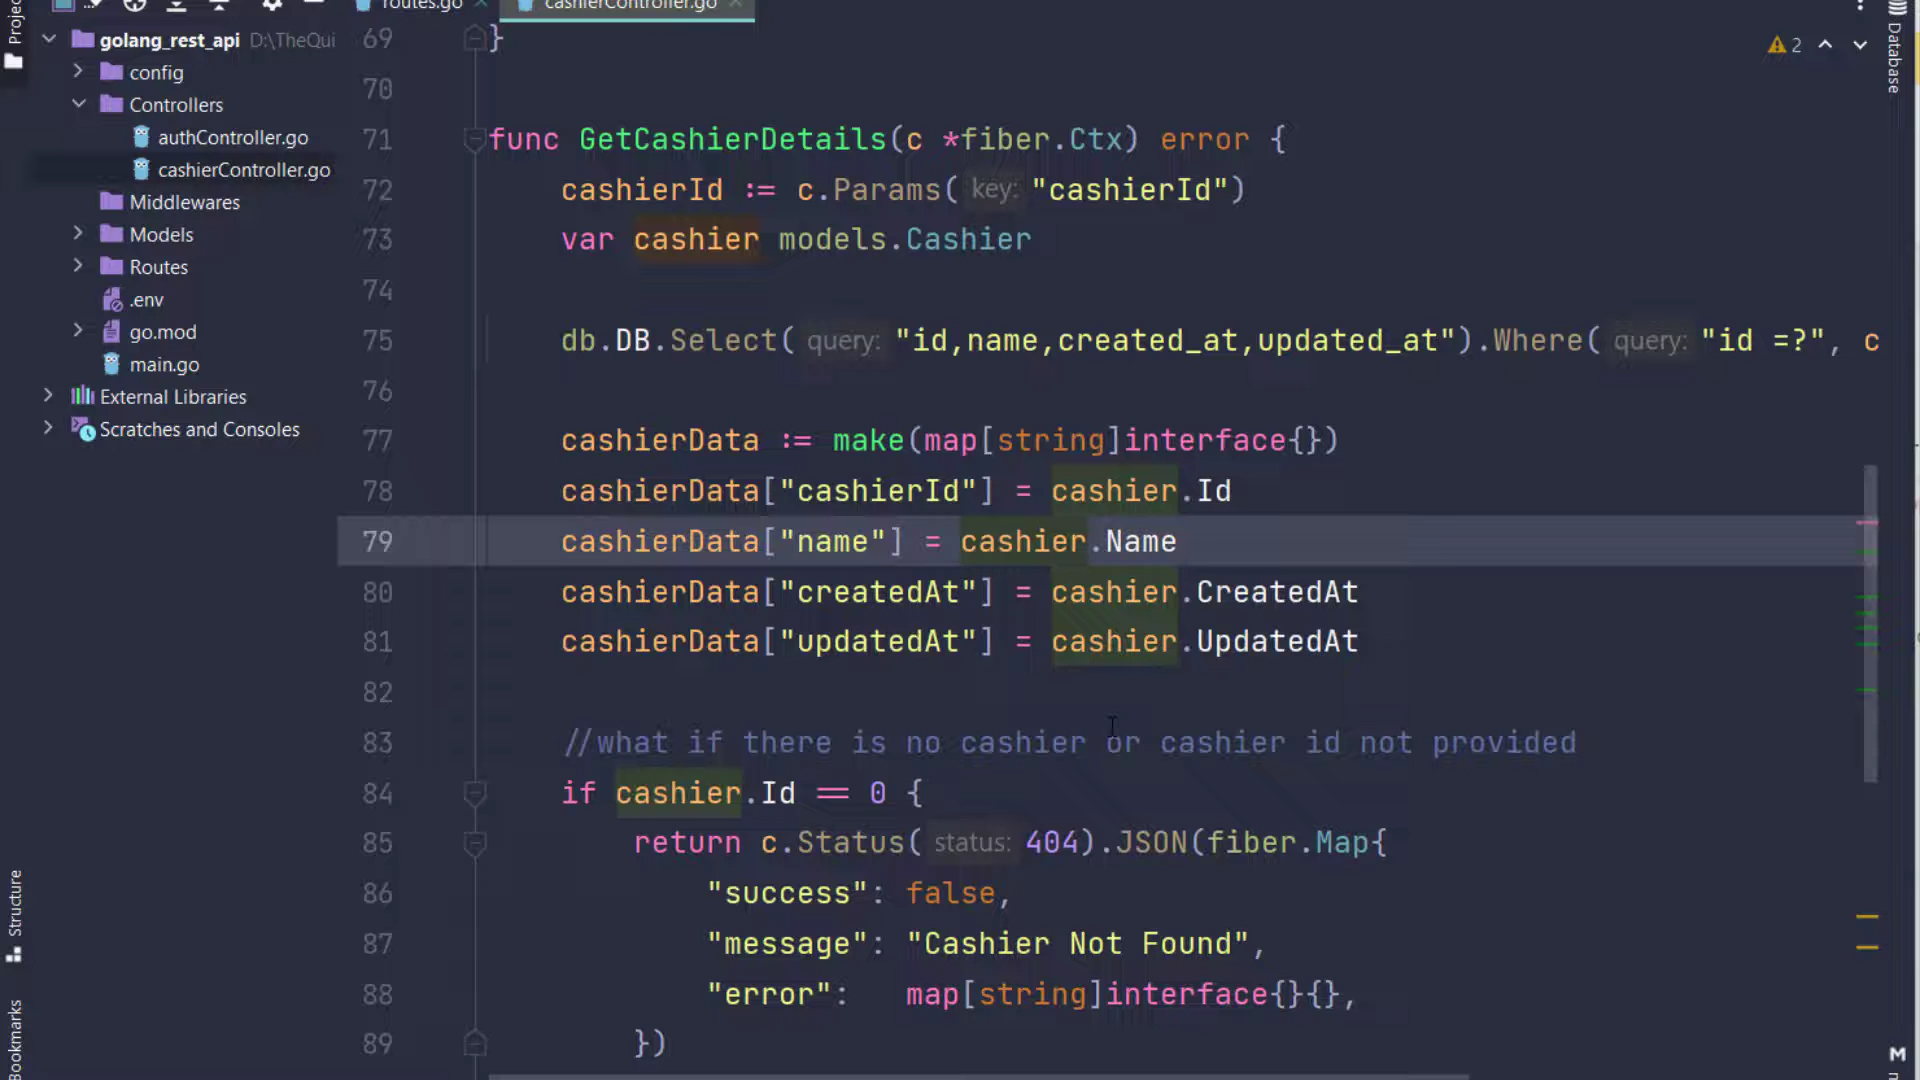 routes.go
cashierController.go
Project
golang_rest_api D:\TheQui
config
Controllers
authController.go
cashierController.go
Middlewares
Models
Routes
.env
go.mod
main.go
External Libraries
Scratches and Consoles
Structure
Bookmarks
2
Database
69 }
70
71 func GetCashierDetails(c *fiber.Ctx) error {
72 cashierId := c.Params( key: "cashierId")
73 var cashier models.Cashier
74
75 db.DB.Select( query: "id,name,created_at,updated_at").Where( query: "id =?", c
76
77 cashierData := make(map[string]interface{})
78 cashierData["cashierId"] = cashier.Id
79 cashierData["name"] = cashier.Name
80 cashierData["createdAt"] = cashier.CreatedAt
81 cashierData["updatedAt"] = cashier.UpdatedAt
82
83 //what if there is no cashier or cashier id not provided
84 if cashier.Id == 0 {
85 return c.Status( status: 404).JSON(fiber.Map{
86 "success": false,
87 "message": "Cashier Not Found",
88 "error": map[string]interface{}{},
89 })
M